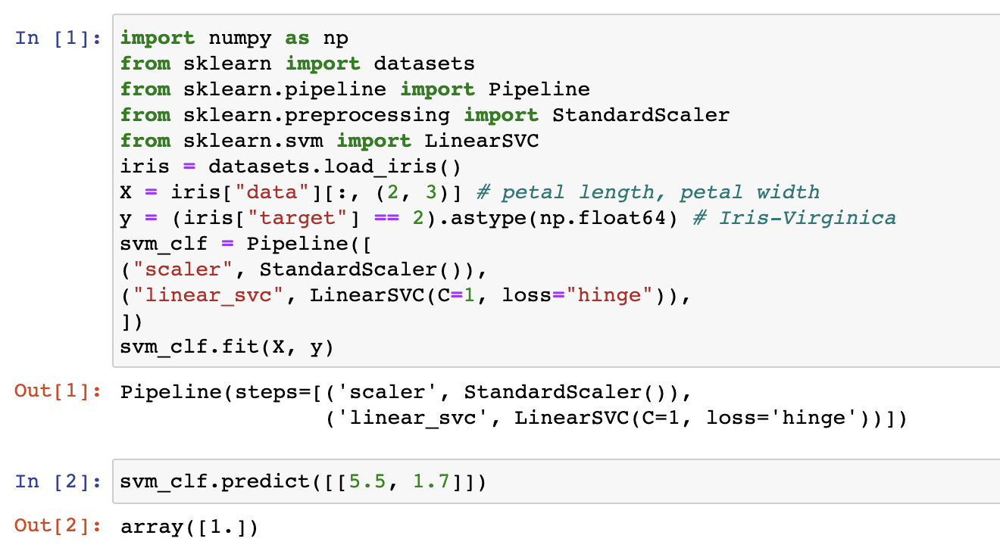 In [1]: import numpy as np
from sklearn import datasets
from sklearn.pipeline import Pipeline
from sklearn.preprocessing import StandardScaler
from sklearn.svm import LinearSVC
iris = datasets.load_iris()
X = iris["data"][:, (2, 3)] # petal length, petal width
y = (iris["target"] == 2).astype(np.float64) # Iris-Virginica
svm_clf = Pipeline([
("scaler", StandardScaler()),
("linear_svc", LinearSVC(C=1, loss="hinge")),
])
svm_clf.fit(X, y)
Out[1]: Pipeline(steps=[('scaler', StandardScaler()),
('linear_svc', LinearSVC(C=1, loss='hinge'))])
In [2]: svm_clf.predict([[5.5, 1.7]])
Out[2]: array([1.])